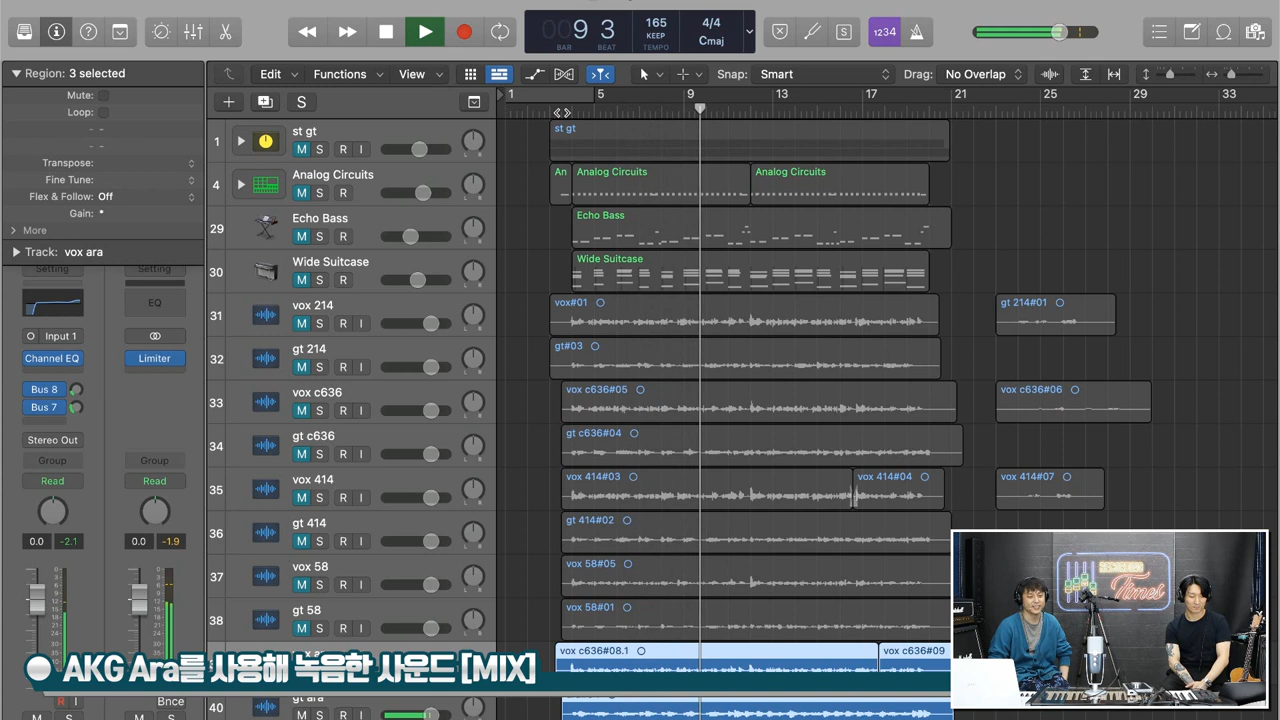 9 3
BAR BEAT
165
KEEP
TEMPO
4/4
Cmaj
1234
Region: 3 selected
Mute:
Loop:
Transpose:
Fine Tune:
Flex & Follow: Off
Gain:
More
Track: vox ara
Edit
Functions
View
Snap: Smart
Drag: No Overlap
S
1 5 9 13 17 21 25 29 33
1 st gt
M S R I
st gt
4 Analog Circuits
M S R
An
Analog Circuits
Analog Circuits
29 Echo Bass
M S R
Echo Bass
30 Wide Suitcase
M S R
Wide Suitcase
31 vox 214
M S R I
vox#01
gt 214#01
32 gt 214
M S R I
gt#03
33 vox c636
M S R I
vox c636#05
vox c636#06
34 gt c636
M S R I
gt c636#04
35 vox 414
M S R I
vox 414#03
vox 414#04
vox 414#07
36 gt 414
M S R I
gt 414#02
37 vox 58
M S R I
vox 58#05
38 gt 58
M S R I
vox 58#01
vox c636#08.1
vox c636#09
40 gt ara
Setting Setting
EQ
Input 1
Channel EQ Limiter
Bus 8
Bus 7
Stereo Out
Group Group
Read Read
0.0 -2.1 0.0 -1.9
R I Bnce
M S M
AKG Ara를 사용해 녹음한 사운드 [MIX]
Times